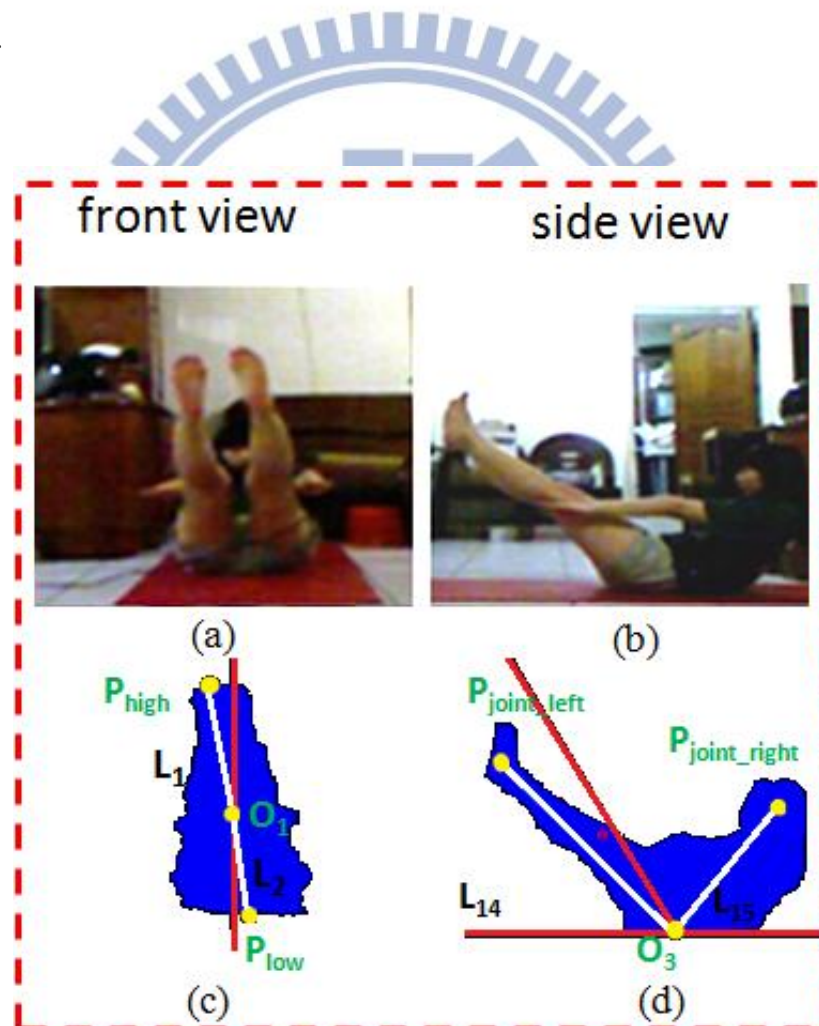 front view
side view
(a)
(b)
P_high
L_1
O_1
L_2
P_low
(c)
P_joint_left
P_joint_right
L_14
L_15
O_3
(d)